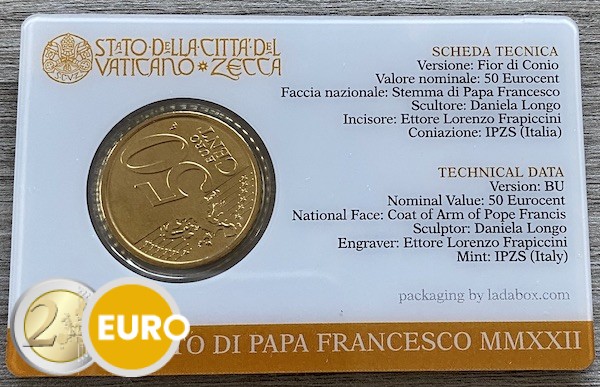 STATO·DELLA·CITTÀ·DEL
VATICANO * ZECCA
SCHEDA TECNICA
Versione: Fior di Conio
Valore nominale: 50 Eurocent
Faccia nazionale: Stemma di Papa Francesco
Scultore: Daniela Longo
Incisore: Ettore Lorenzo Frapiccini
Coniazione: IPZS (Italia)
50
EURO
CENT
TECHNICAL DATA
Version: BU
Nominal Value: 50 Eurocent
National Face: Coat of Arm of Pope Francis
Sculptor: Daniela Longo
Engraver: Ettore Lorenzo Frapiccini
Mint: IPZS (Italy)
packaging by ladabox.com
2
EURO
TO DI PAPA FRANCESCO MMXXII